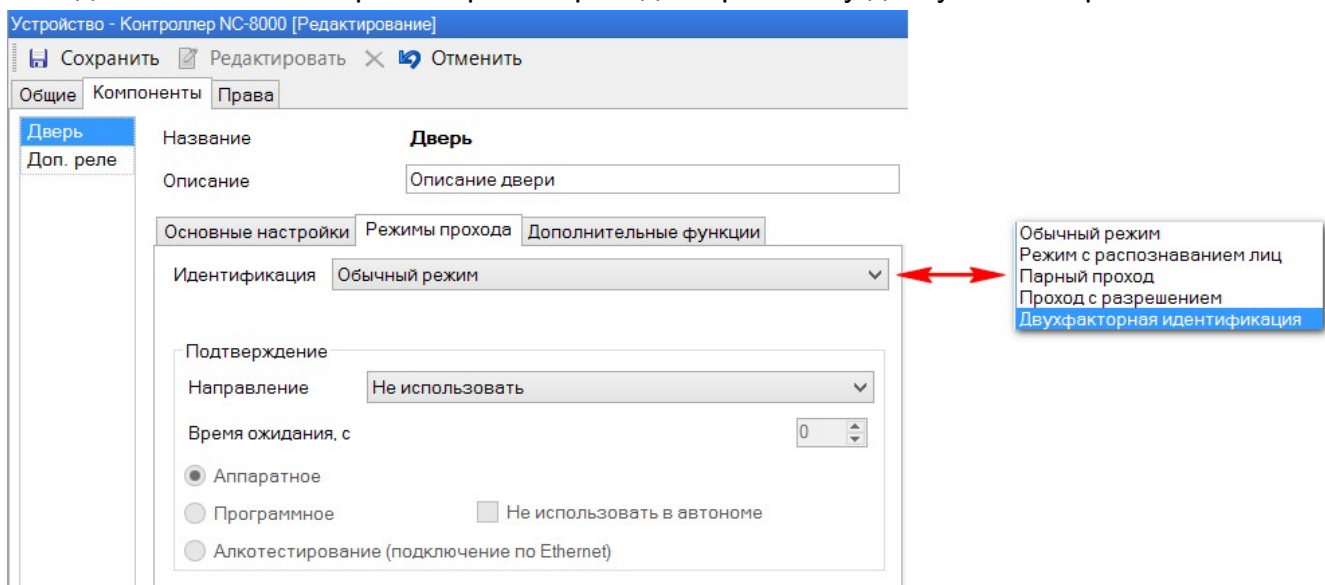 Устройство - Контроллер NC-8000 [Редактирование]
Сохранить Редактировать Отменить
Общие Компоненты Права
Дверь
Доп. реле
Название Дверь
Описание Описание двери
Основные настройки Режимы прохода Дополнительные функции
Идентификация Обычный режим
Обычный режим
Режим с распознаванием лиц
Парный проход
Проход с разрешением
Двухфакторная идентификация
Подтверждение
Направление Не использовать
Время ожидания, с 0
Аппаратное
Программное Не использовать в автономе
Алкотестирование (подключение по Ethernet)